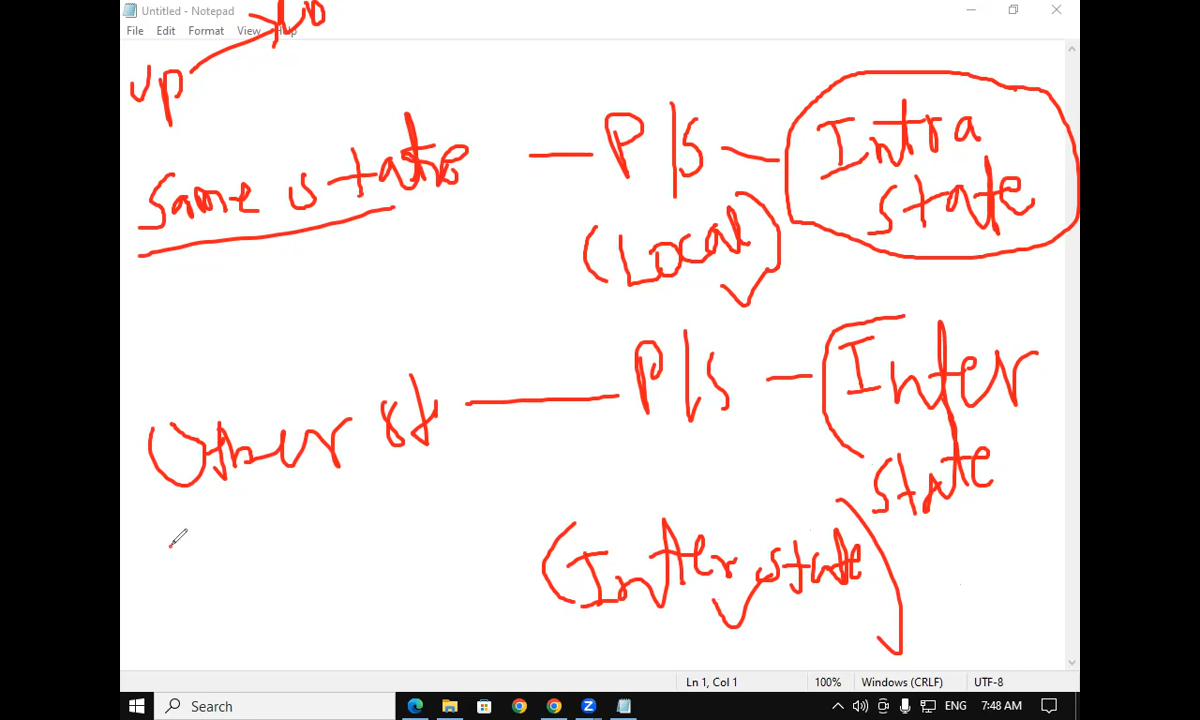 Untitled - Notepad
File Edit Format View Help
up
Same state — P/S — Intra
State
(Local)
Other st — P/S — Inter
State
(Inter state)
Ln 1, Col 1 100% Windows (CRLF) UTF-8
Search ENG 7:48 AM